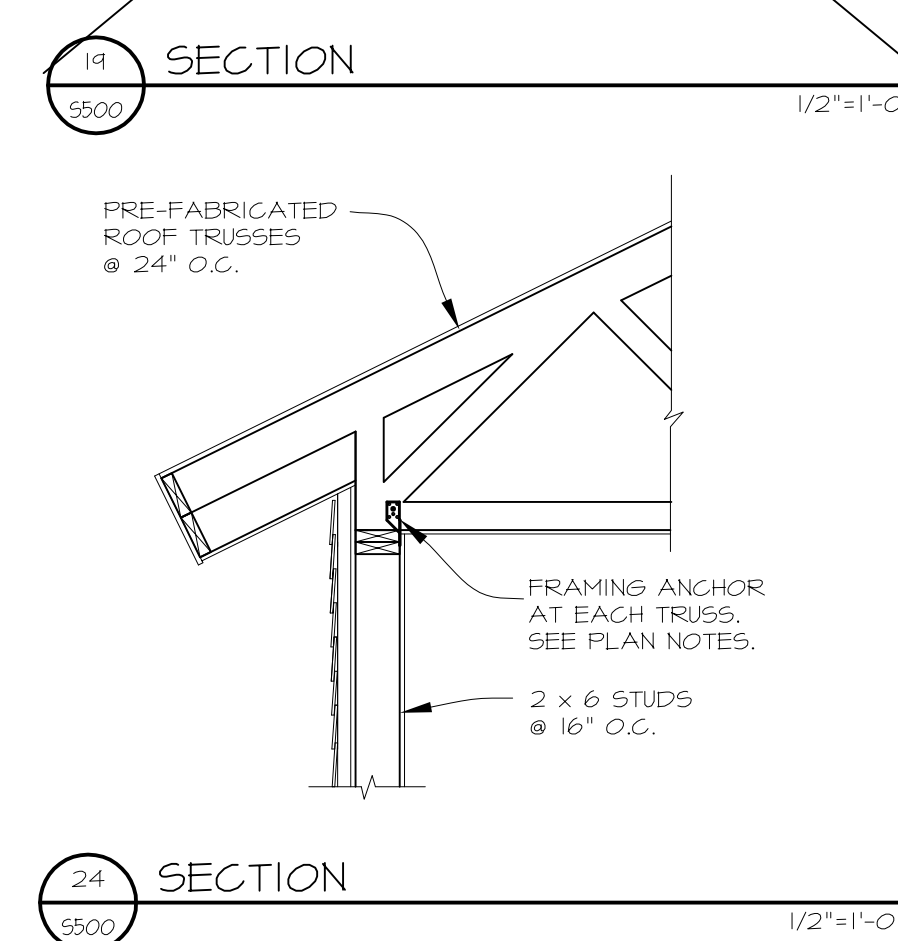 19
SECTION
S500
1/2"=1'-0
PRE-FABRICATED
ROOF TRUSSES
@ 24" O.C.
FRAMING ANCHOR
AT EACH TRUSS.
SEE PLAN NOTES.
2 x 6 STUDS
@ 16" O.C.
24
SECTION
S500
1/2"=1'-0